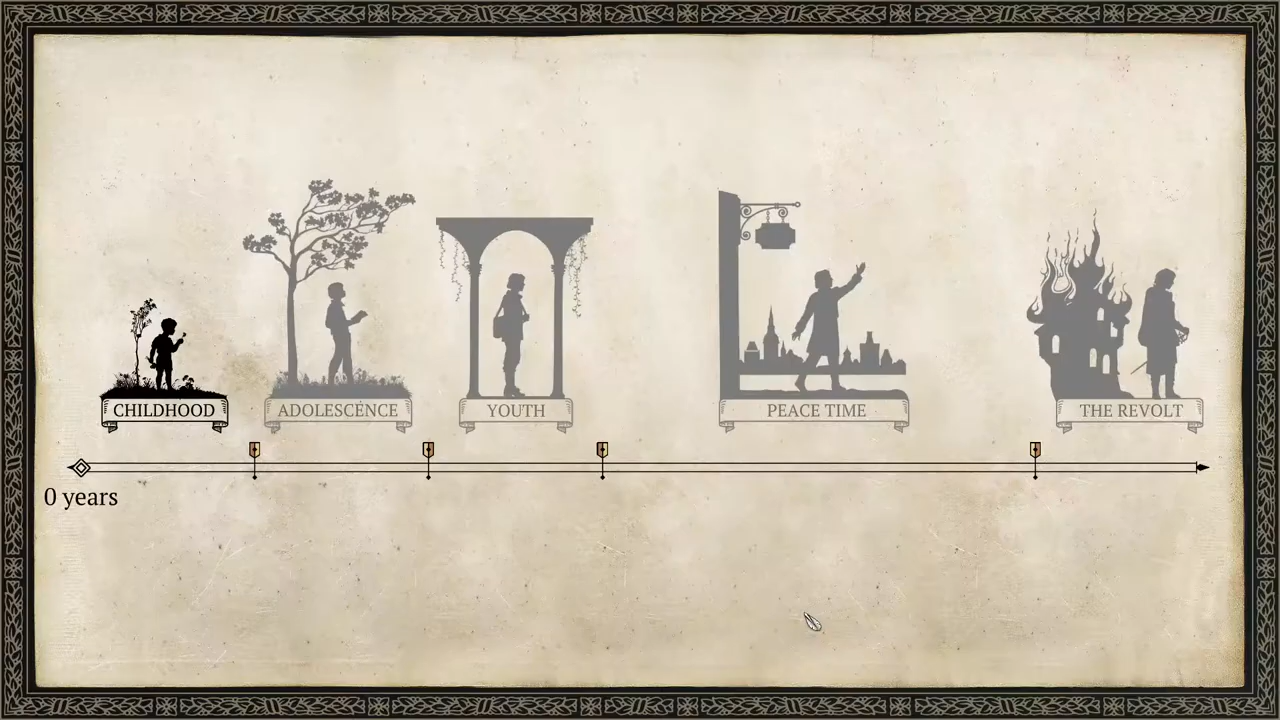 CHILDHOOD
ADOLESCENCE
YOUTH
PEACE TIME
THE REVOLT
0 years